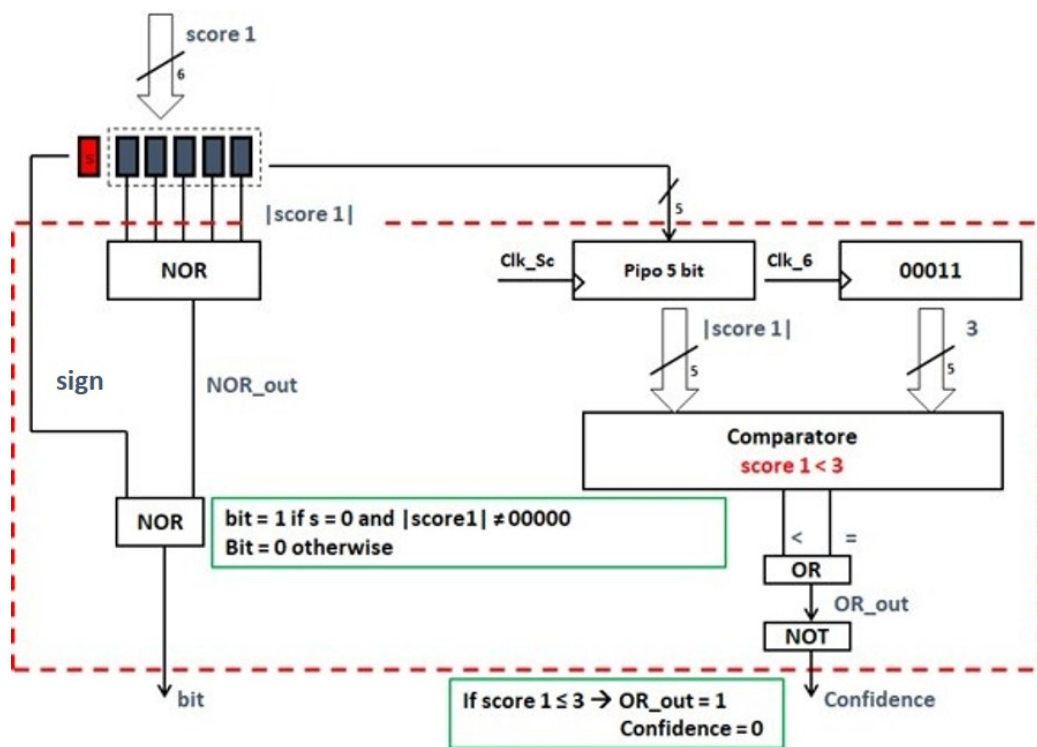 score 1
6
s
|score 1|
5
NOR
Clk_Sc
Pipo 5 bit
Clk_6
00011
|score 1|
5
3
5
sign
NOR_out
Comparatore
score 1 < 3
NOR
bit = 1 if s = 0 and |score1| ≠ 00000
Bit = 0 otherwise
< =
OR
OR_out
NOT
bit
If score 1 ≤ 3 → OR_out = 1
Confidence = 0
Confidence